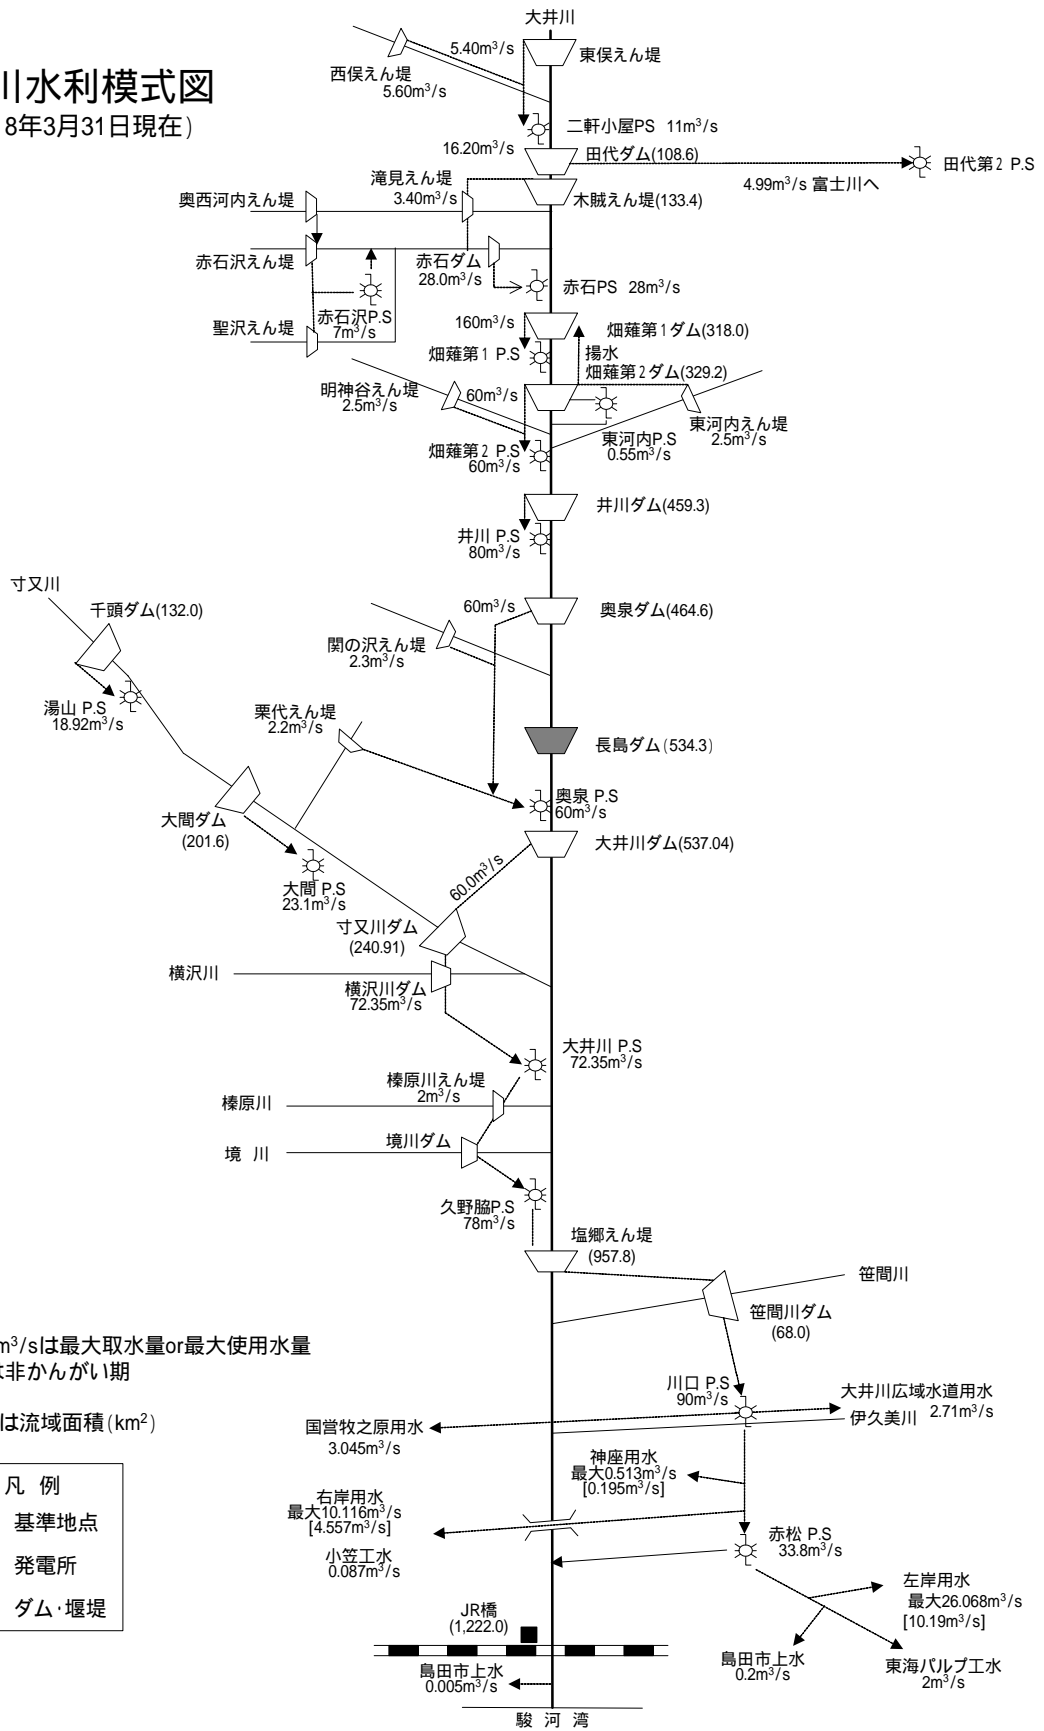 大井川
川水利模式図
8年3月31日現在)
5.40m³/s
東俣えん堤
西俣えん堤
5.60m³/s
二軒小屋PS 11m³/s
16.20m³/s
田代ダム(108.6)
田代第2 P.S
4.99m³/s 富士川へ
滝見えん堤
3.40m³/s
木賊えん堤(133.4)
奥西河内えん堤
赤石沢えん堤
赤石ダム
28.0m³/s
赤石PS 28m³/s
赤石沢P.S
7m³/s
聖沢えん堤
160m³/s
畑薙第1ダム(318.0)
畑薙第1 P.S
揚水
畑薙第2ダム(329.2)
明神谷えん堤
2.5m³/s
60m³/s
東河内えん堤
2.5m³/s
東河内P.S
0.55m³/s
畑薙第2 P.S
60m³/s
井川ダム(459.3)
井川 P.S
80m³/s
寸又川
千頭ダム(132.0)
60m³/s
奥泉ダム(464.6)
関の沢えん堤
2.3m³/s
湯山 P.S
18.92m³/s
栗代えん堤
2.2m³/s
長島ダム(534.3)
奥泉 P.S
60m³/s
大間ダム
(201.6)
大井川ダム(537.04)
大間 P.S
23.1m³/s
60.0m³/s
寸又川ダム
(240.91)
横沢川
横沢川ダム
72.35m³/s
大井川 P.S
72.35m³/s
榛原川えん堤
2m³/s
榛原川
境川ダム
境 川
久野脇P.S
78m³/s
塩郷えん堤
(957.8)
笹間川
笹間川ダム
(68.0)
m³/sは最大取水量or最大使用水量
は非かんがい期
は流域面積(km²)
川口 P.S
90m³/s
大井川広域水道用水
2.71m³/s
伊久美川
国営牧之原用水
3.045m³/s
神座用水
最大0.513m³/s
[0.195m³/s]
右岸用水
最大10.116m³/s
[4.557m³/s]
小笠工水
0.087m³/s
赤松 P.S
33.8m³/s
左岸用水
最大26.068m³/s
[10.19m³/s]
島田市上水
0.2m³/s
東海パルプ工水
2m³/s
凡 例
基準地点
発電所
ダム・堰堤
JR橋
(1,222.0)
島田市上水
0.005m³/s
駿 河 湾